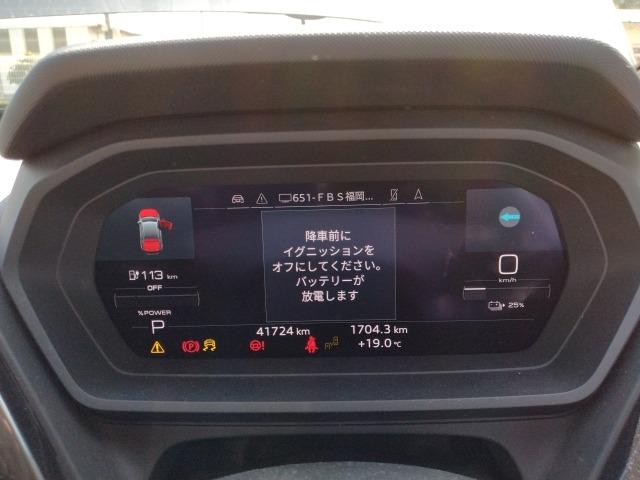 651-ＦＢＳ福岡...
降車前に
イグニッションを
オフにしてください。
バッテリーが
放電します
113 km
OFF
%POWER
P
0
km/h
25%
41724 km
1704.3 km
+19.0 ℃